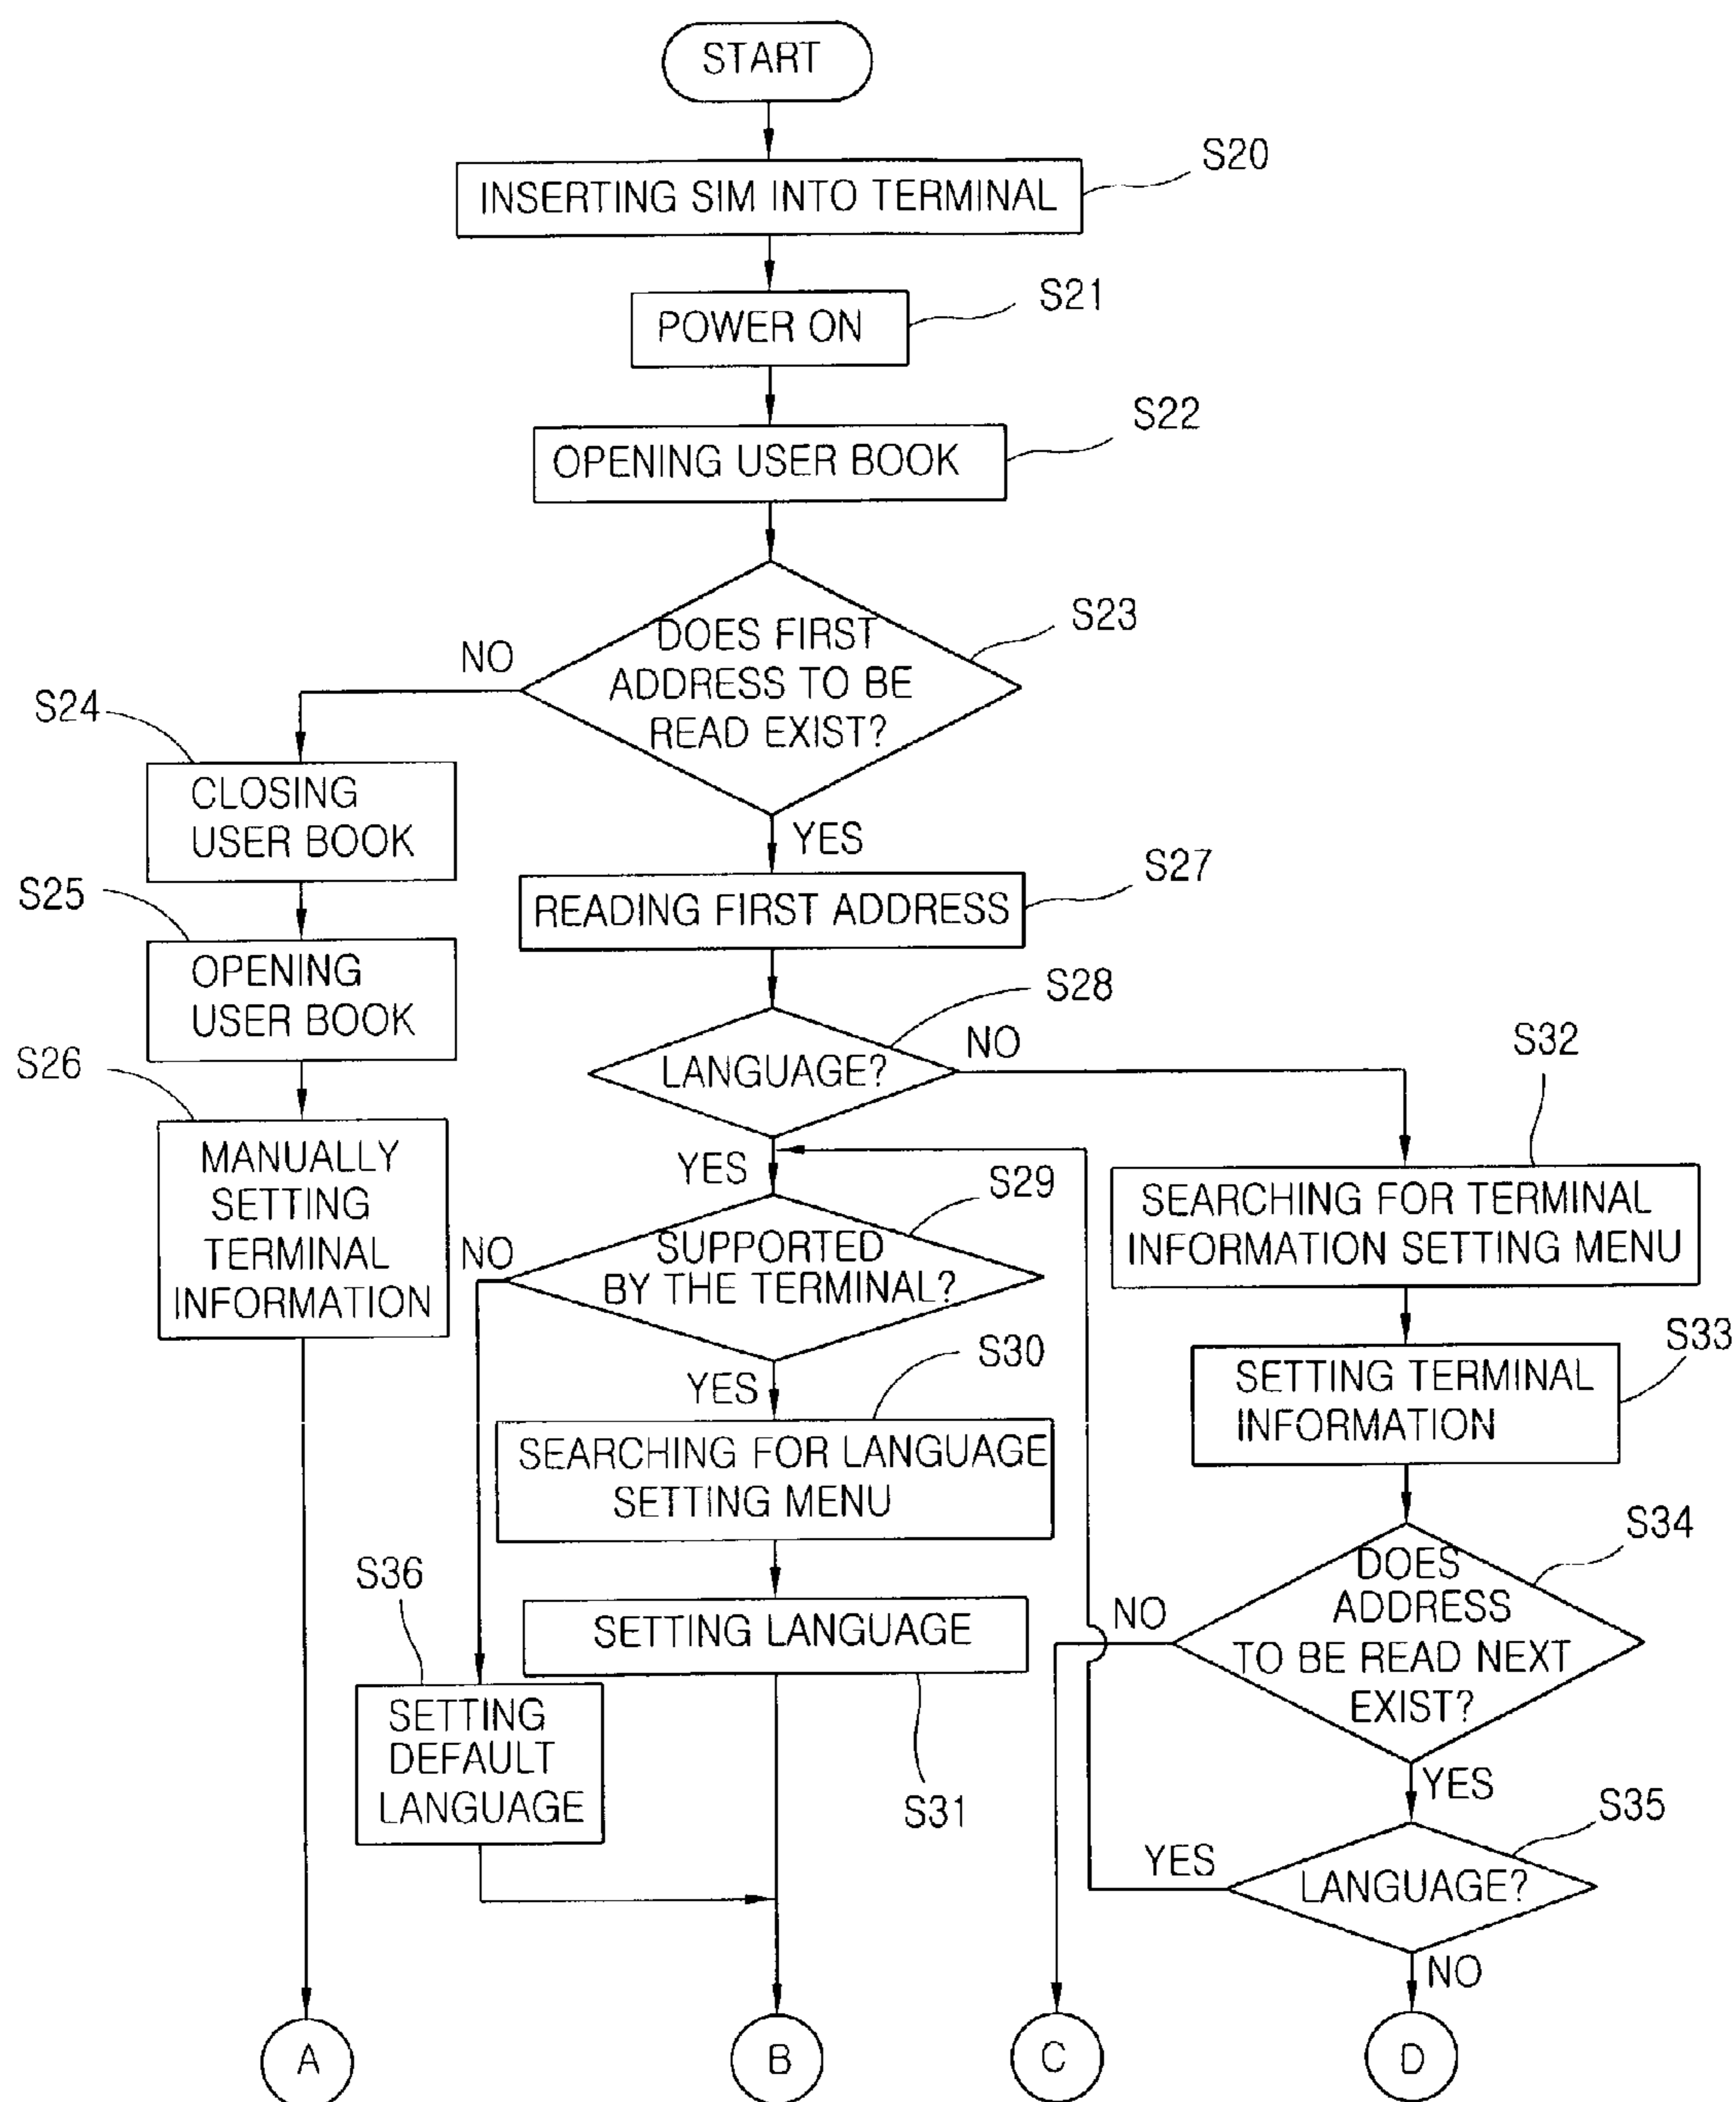 START
S20
INSERTING SIM INTO TERMINAL
S21
POWER ON
S22
OPENING USER BOOK
S23
DOES FIRST
ADDRESS TO BE
READ EXIST?
NO
YES
S24
CLOSING
USER BOOK
S25
OPENING
USER BOOK
S26
MANUALLY
SETTING
TERMINAL
INFORMATION
S27
READING FIRST ADDRESS
S28
LANGUAGE?
NO
YES
S29
SUPPORTED
BY THE TERMINAL?
NO
YES
S30
SEARCHING FOR LANGUAGE
SETTING MENU
SETTING LANGUAGE
S31
S36
SETTING
DEFAULT
LANGUAGE
S32
SEARCHING FOR TERMINAL
INFORMATION SETTING MENU
S33
SETTING TERMINAL
INFORMATION
S34
DOES
ADDRESS
TO BE READ NEXT
EXIST?
NO
YES
S35
LANGUAGE?
YES
NO
A
B
C
D